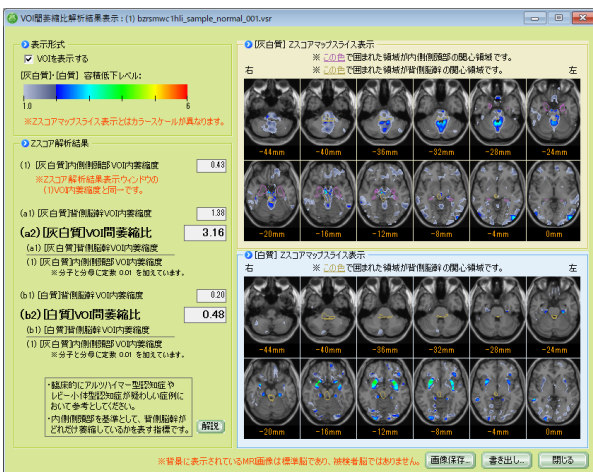 VOI間萎縮比解析結果表示 : (1) bzrsmwc1hli_sample_normal_001.vsr
表示形式
VOIを表示する
[灰白質]・[白質] 容積低下レベル:
1.0
6
※Zスコアマップスライス表示とはカラースケールが異なります。
Zスコア解析結果
(1) [灰白質]内側側頭部VOI内萎縮度
0.43
※Zスコア解析結果表示ウィンドウの
(1)VOI内萎縮度と同一です。
(a1) [灰白質]背側脳幹VOI内萎縮度
1.38
(a2) [灰白質]VOI間萎縮比
3.16
(a1) [灰白質]背側脳幹VOI内萎縮度
(1) [灰白質]内側側頭部VOI内萎縮度
※分子と分母に定数 0.01 を加えています。
(b1) [白質]背側脳幹VOI内萎縮度
0.20
(b2) [白質]VOI間萎縮比
0.48
(b1) [白質]背側脳幹VOI内萎縮度
(1) [灰白質]内側側頭部VOI内萎縮度
※分子と分母に定数 0.01 を加えています。
・臨床的にアルツハイマー型認知症や
レビー小体型認知症が疑わしい症例に
おいて参考としてください。
・内側側頭部を基準として、背側脳幹が
どれだけ萎縮しているかを表す指標です。
解説
[灰白質] Zスコアマップスライス表示
※ この色で囲まれた領域が内側側頭部の関心領域です。
右
※ この色で囲まれた領域が背側脳幹の関心領域です。
左
-44mm
-40mm
-36mm
-32mm
-28mm
-24mm
-20mm
-16mm
-12mm
-8mm
-4mm
0mm
[白質] Zスコアマップスライス表示
右
※ この色で囲まれた領域が背側脳幹の関心領域です。
左
-44mm
-40mm
-36mm
-32mm
-28mm
-24mm
-20mm
-16mm
-12mm
-8mm
-4mm
0mm
※背景に表示されているMRI画像は標準脳であり、被検者脳ではありません。
画像保存...
書き出し...
閉じる